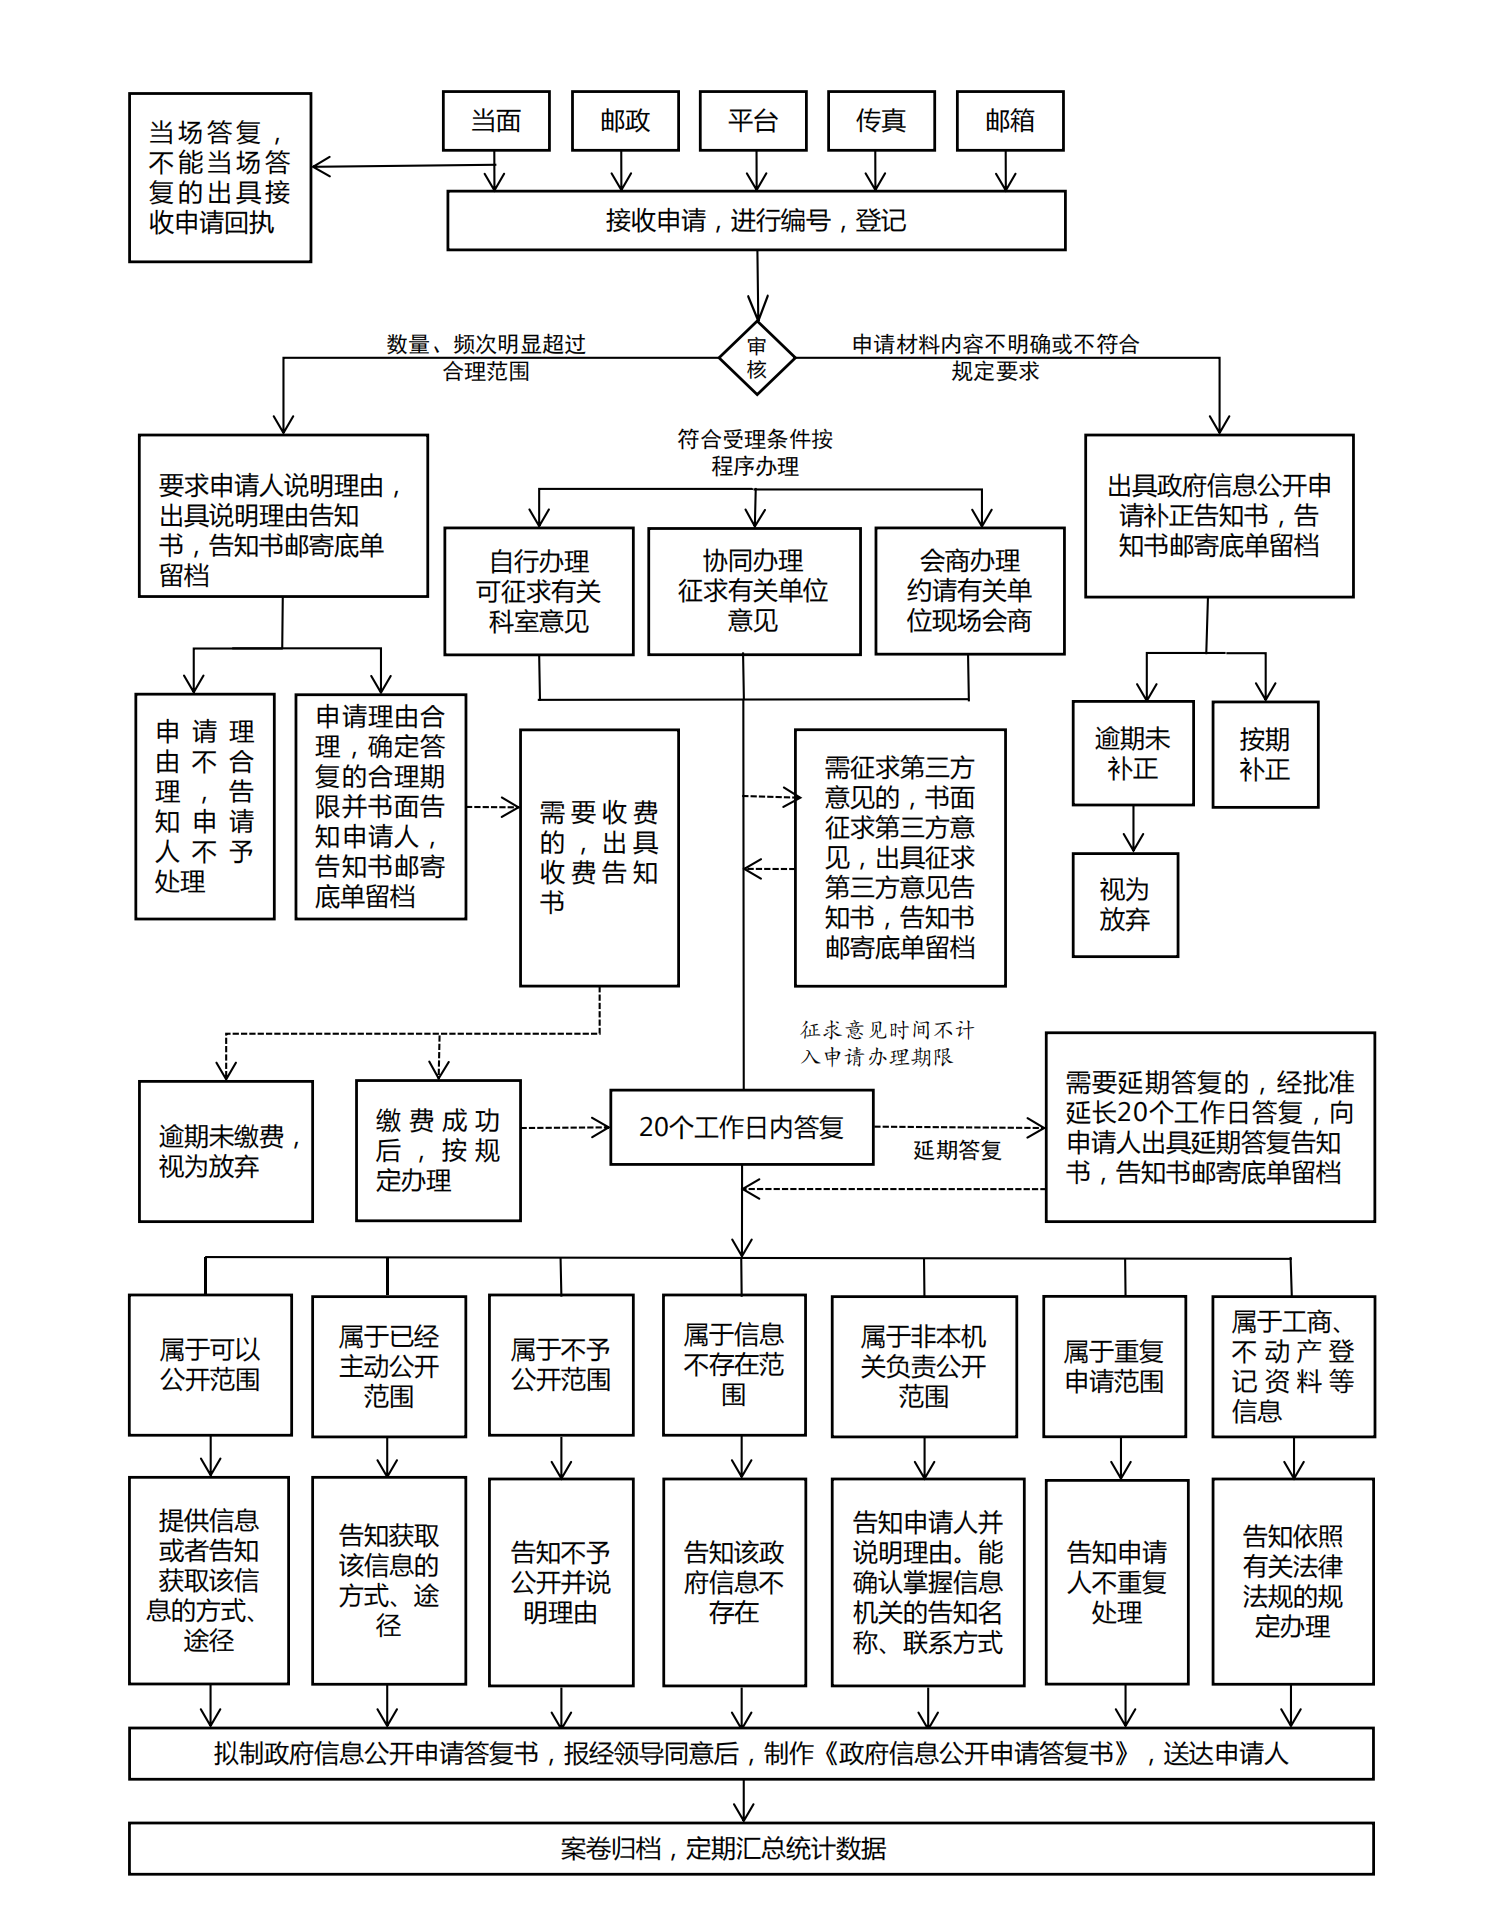 当场答复，
不能当场答
复的出具接
收申请回执
当面
邮政
平台
传真
邮箱
接收申请，进行编号，登记
审
核
数量、频次明显超过
合理范围
申请材料内容不明确或不符合
规定要求
符合受理条件按
程序办理
要求申请人说明理由，
出具说明理由告知
书，告知书邮寄底单
留档
自行办理
可征求有关
科室意见
协同办理
征求有关单位
意见
会商办理
约请有关单
位现场会商
出具政府信息公开申
请补正告知书，告
知书邮寄底单留档
申请理
由不合
理，告
知申请
人不予
处理
申请理由合
理，确定答
复的合理期
限并书面告
知申请人，
告知书邮寄
底单留档
需要收费
的，出具
收费告知
书
需征求第三方
意见的，书面
征求第三方意
见，出具征求
第三方意见告
知书，告知书
邮寄底单留档
逾期未
补正
按期
补正
视为
放弃
征求意见时间不计
入申请办理期限
逾期未缴费，
视为放弃
缴费成功
后，按规
定办理
20个工作日内答复
延期答复
需要延期答复的，经批准
延长20个工作日答复，向
申请人出具延期答复告知
书，告知书邮寄底单留档
属于可以
公开范围
属于已经
主动公开
范围
属于不予
公开范围
属于信息
不存在范
围
属于非本机
关负责公开
范围
属于重复
申请范围
属于工商、
不动产登
记资料等
信息
提供信息
或者告知
获取该信
息的方式、
途径
告知获取
该信息的
方式、途
径
告知不予
公开并说
明理由
告知该政
府信息不
存在
告知申请人并
说明理由。能
确认掌握信息
机关的告知名
称、联系方式
告知申请
人不重复
处理
告知依照
有关法律
法规的规
定办理
拟制政府信息公开申请答复书，报经领导同意后，制作《政府信息公开申请答复书》，送达申请人
案卷归档，定期汇总统计数据